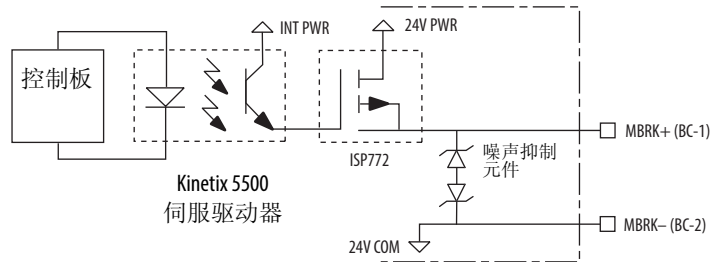 INT PWR
24V PWR
控制板
ISP772
噪声抑制
元件
MBRK+ (BC-1)
Kinetix 5500
伺服驱动器
MBRK– (BC-2)
24V COM